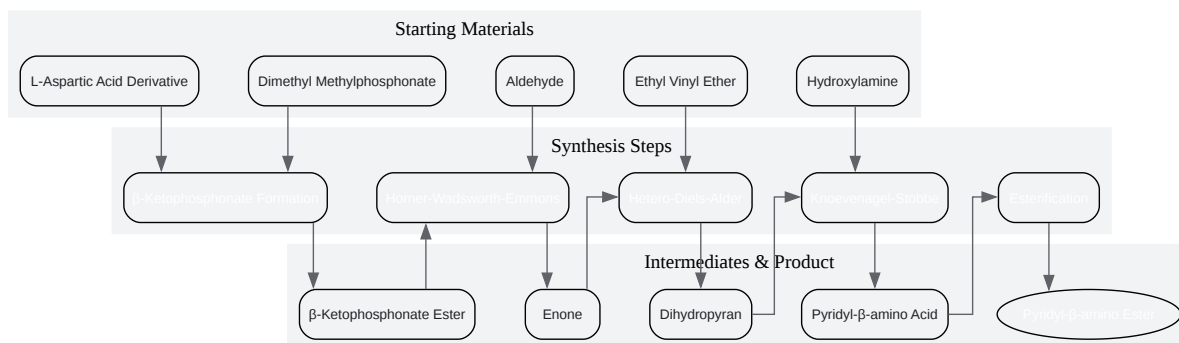 Starting Materials
L-Aspartic Acid Derivative
Dimethyl Methylphosphonate
Aldehyde
Ethyl Vinyl Ether
Hydroxylamine
Synthesis Steps
β-Ketophosphonate Formation
Horner-Wadsworth-Emmons
Hetero-Diels-Alder
Knoevenagel-Stobbe
Esterification
Intermediates & Product
β-Ketophosphonate Ester
Enone
Dihydropyran
Pyridyl-β-amino Acid
Pyridyl-β-amino Ester